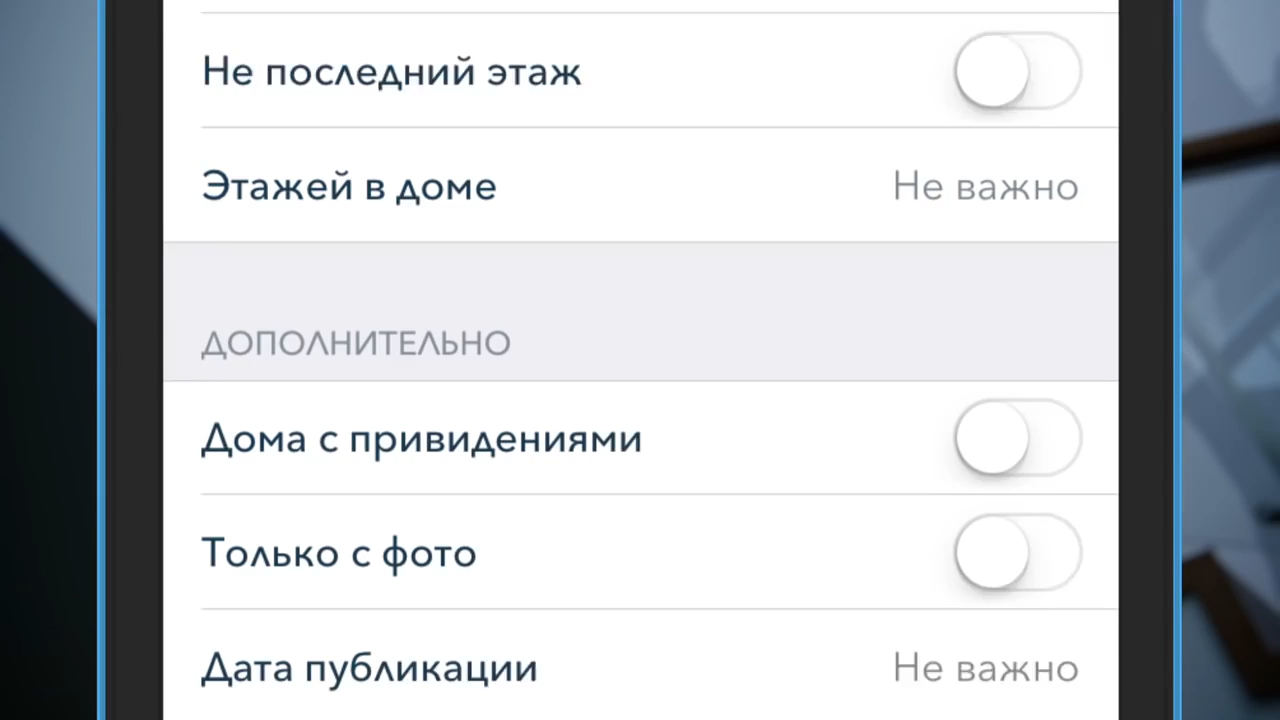 Не последний этаж
Этажей в доме
Не важно
ДОПОЛНИТЕЛЬНО
Дома с привидениями
Только с фото
Дата публикации
Не важно